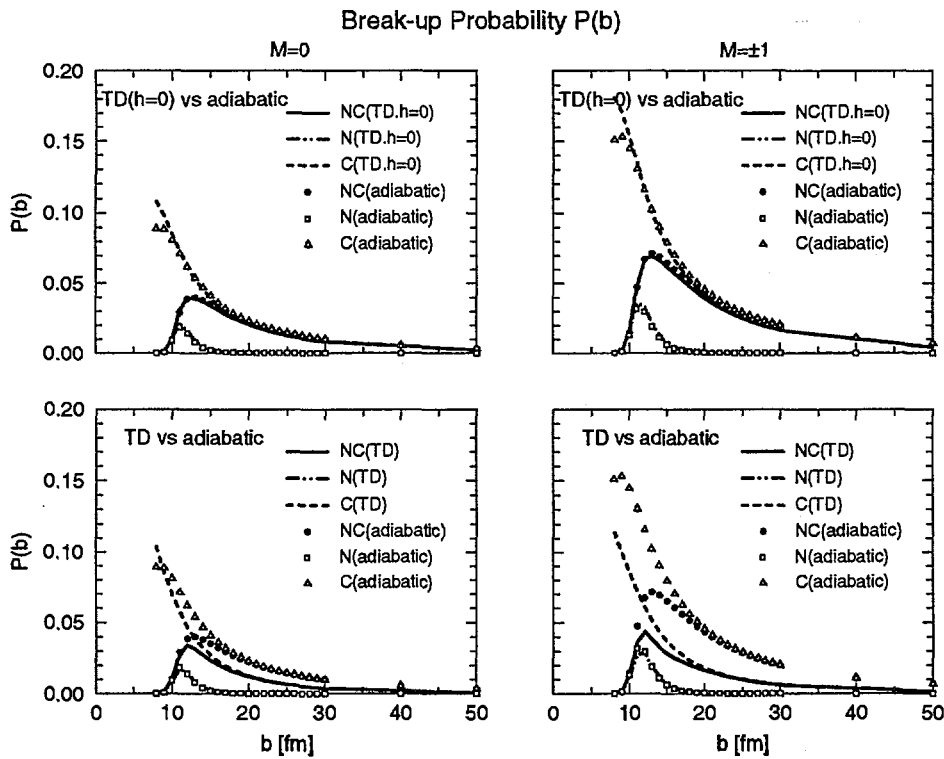 Break-up Probability P(b)
M=0
M=±1
0.20
0.15
0.10
0.05
0.00
P(b)
TD(h=0) vs adiabatic
NC(TD.h=0)
N(TD.h=0)
C(TD.h=0)
NC(adiabatic)
N(adiabatic)
C(adiabatic)
TD(h=0) vs adiabatic
NC(TD.h=0)
N(TD.h=0)
C(TD.h=0)
NC(adiabatic)
N(adiabatic)
C(adiabatic)
0.20
0.15
0.10
0.05
0.00
P(b)
TD vs adiabatic
NC(TD)
N(TD)
C(TD)
NC(adiabatic)
N(adiabatic)
C(adiabatic)
0 10 20 30 40 50
b [fm]
TD vs adiabatic
NC(TD)
N(TD)
C(TD)
NC(adiabatic)
N(adiabatic)
C(adiabatic)
0 10 20 30 40 50
b [fm]